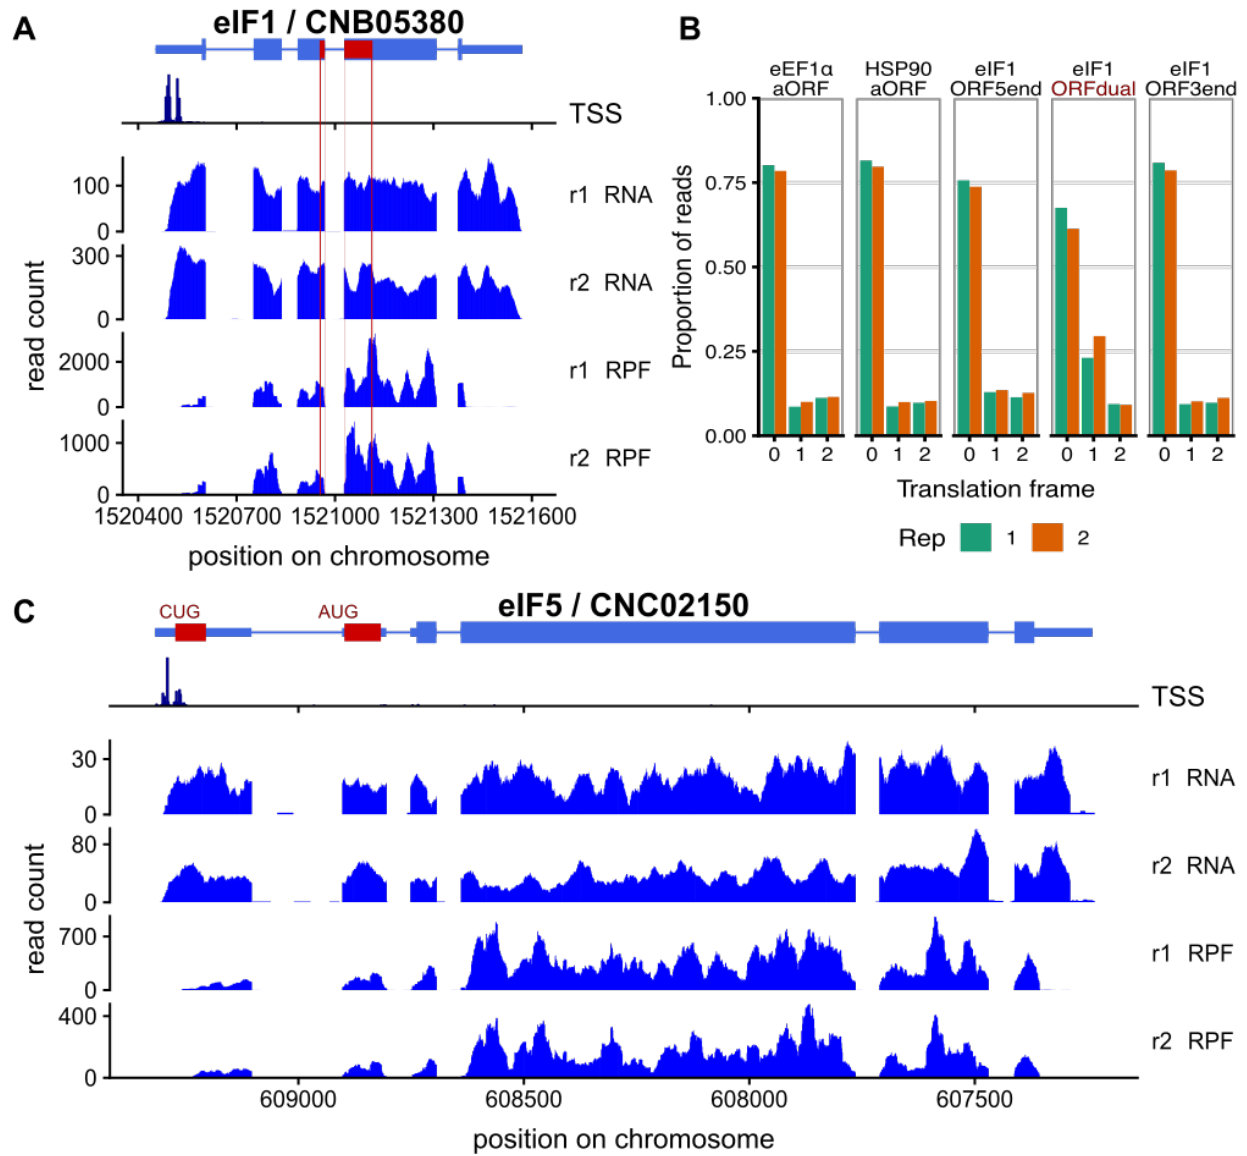 A
eIF1 / CNB05380
TSS
read count
100
0
r1 RNA
300
0
r2 RNA
2000
0
r1 RPF
1000
0
r2 RPF
1520400 1520700 1521000 1521300 1521600
position on chromosome
B
eEF1α
aORF
HSP90
aORF
eIF1
ORF5end
eIF1
ORFdual
eIF1
ORF3end
Proportion of reads
1.00
0.75
0.50
0.25
0.00
0 1 2 0 1 2 0 1 2 0 1 2 0 1 2
Translation frame
Rep 1 2
C
eIF5 / CNC02150
CUG AUG
TSS
read count
30
0
r1 RNA
80
0
r2 RNA
700
0
r1 RPF
400
0
r2 RPF
609000 608500 608000 607500
position on chromosome